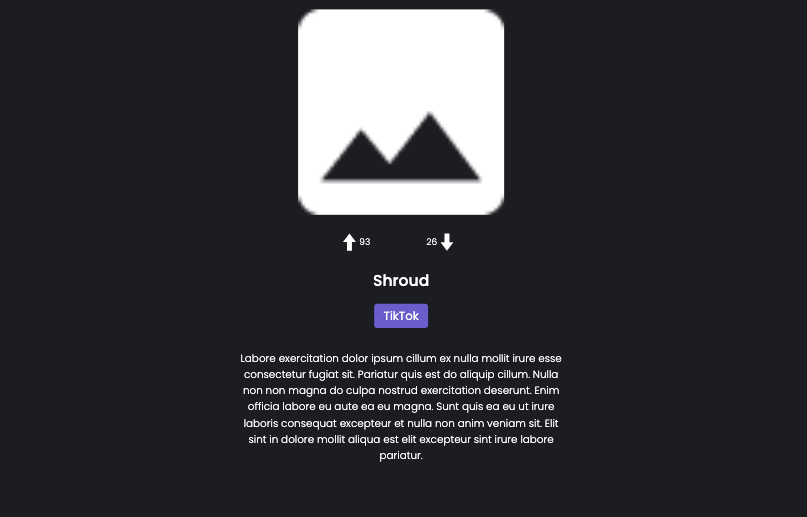 93 26
Shroud
TikTok
Labore exercitation dolor ipsum cillum ex nulla mollit irure esse
consectetur fugiat sit. Pariatur quis est do aliquip cillum. Nulla
non non magna do culpa nostrud exercitation deserunt. Enim
officia labore eu aute ea eu magna. Sunt quis ea eu ut irure
laboris consequat excepteur et nulla non anim veniam sit. Elit
sint in dolore mollit aliqua est elit excepteur sint irure labore
pariatur.